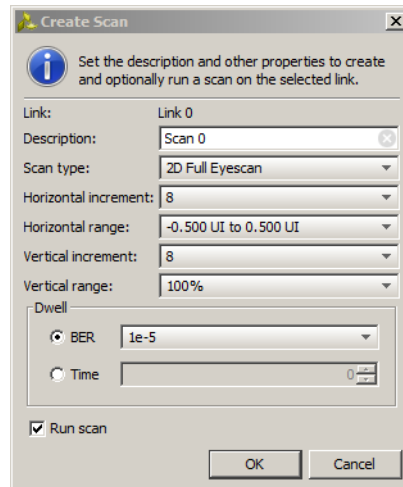 Create Scan
Set the description and other properties to create
and optionally run a scan on the selected link.
Link: Link 0
Description: Scan 0
Scan type: 2D Full Eyescan
Horizontal increment: 8
Horizontal range: -0.500 UI to 0.500 UI
Vertical increment: 8
Vertical range: 100%
Dwell
BER 1e-5
Time 0
Run scan
OK Cancel